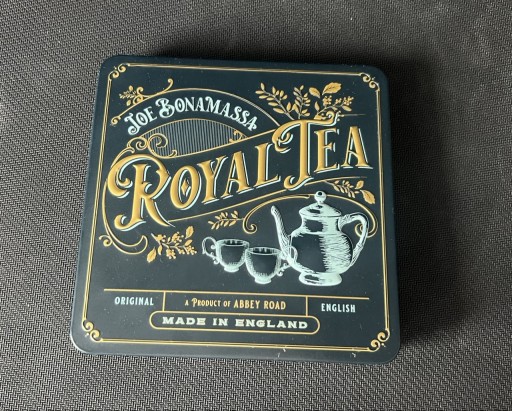 JOE BONAMASSA
ROYAL TEA
ORIGINAL
A PRODUCT OF ABBEY ROAD
ENGLISH
MADE IN ENGLAND